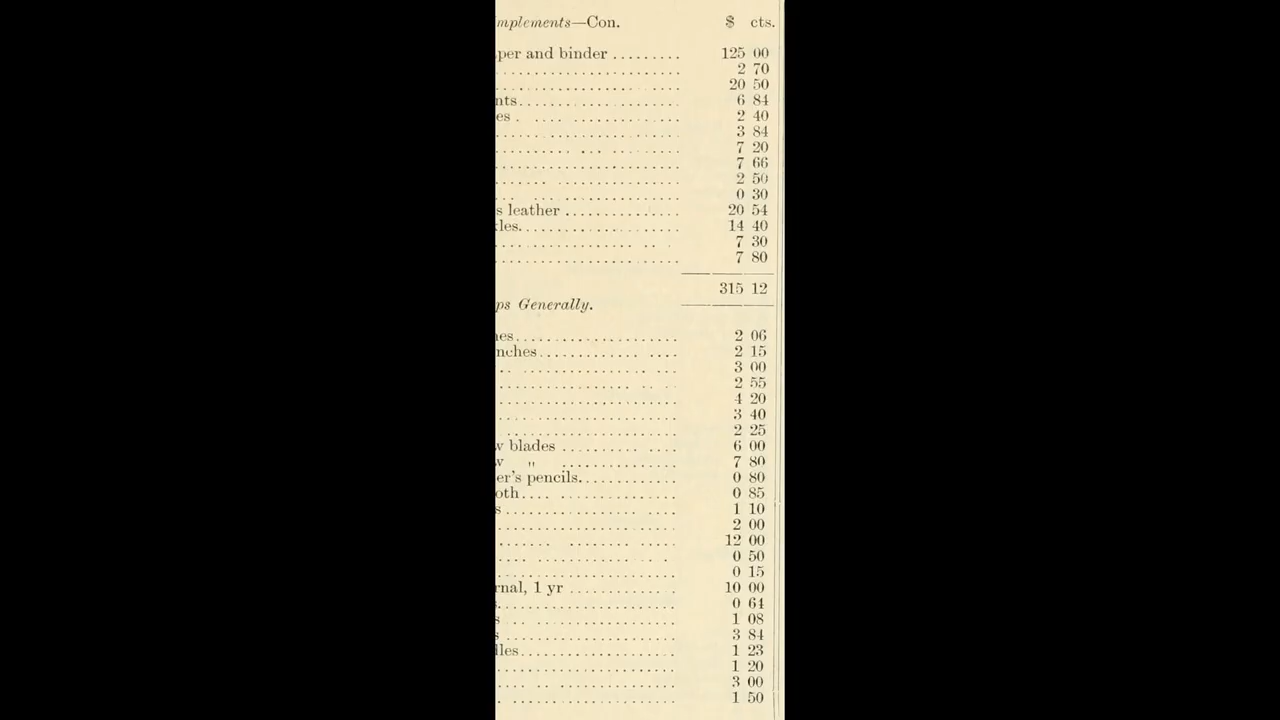 implements—Con. $ cts.
per and binder ......... 125 00
2 70
20 50
nts. 6 84
es . 2 40
3 84
7 20
7 66
2 50
0 30
s leather ......... 20 54
kles. 14 40
7 30
7 80
315 12
ps Generally.
hes. 2 06
nches. 2 15
3 00
2 55
4 20
3 40
2 25
w blades ......... 6 00
w " ......... 7 80
er's pencils. 0 80
oth. 0 85
s ......... 1 10
2 00
12 00
0 50
0 15
rnal, 1 yr ......... 10 00
0 64
s ......... 1 08
s ......... 3 84
dles. 1 23
1 20
3 00
1 50